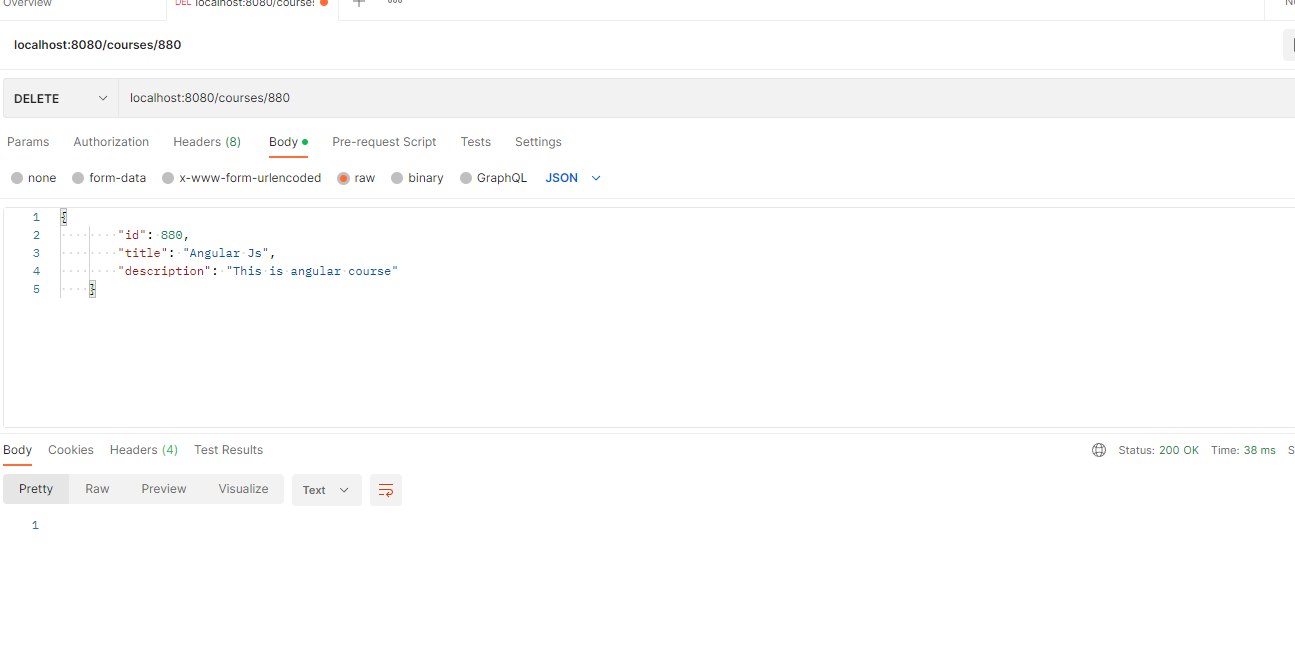 Overview DEL localhost:8080/courses
localhost:8080/courses/880
DELETE localhost:8080/courses/880
Params Authorization Headers (8) Body Pre-request Script Tests Settings
none form-data x-www-form-urlencoded raw binary GraphQL JSON
1 {
2 "id": 880,
3 "title": "Angular Js",
4 "description": "This is angular course"
5 }
Body Cookies Headers (4) Test Results Status: 200 OK Time: 38 ms S
Pretty Raw Preview Visualize Text
1